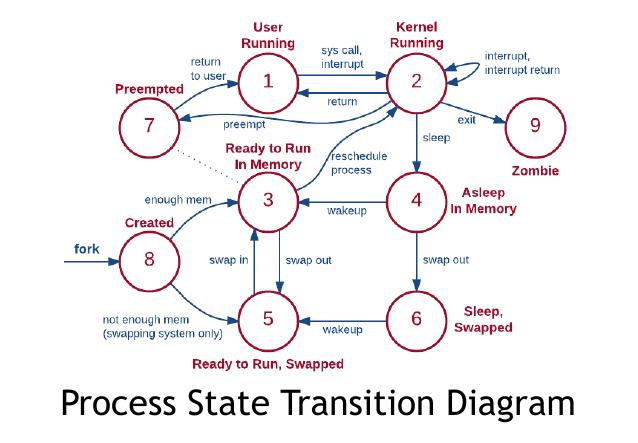 User
Running
Kernel
Running
sys call,
interrupt
interrupt,
interrupt return
return
to user
1
2
Preempted
return
exit
9
7
preempt
sleep
Zombie
Ready to Run
In Memory
reschedule
process
enough mem
3
4
Asleep
In Memory
wakeup
Created
fork
8
swap in
swap out
swap out
not enough mem
(swapping system only)
5
wakeup
6
Sleep,
Swapped
Ready to Run, Swapped
Process State Transition Diagram